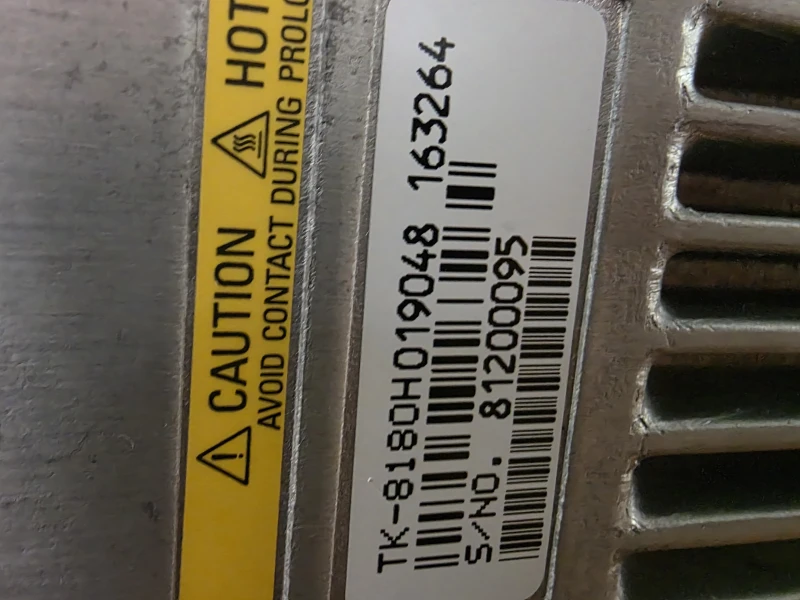 CAUTION HOT
AVOID CONTACT DURING PROLO
TK-8180H019048 163264
S/NO. 81200095